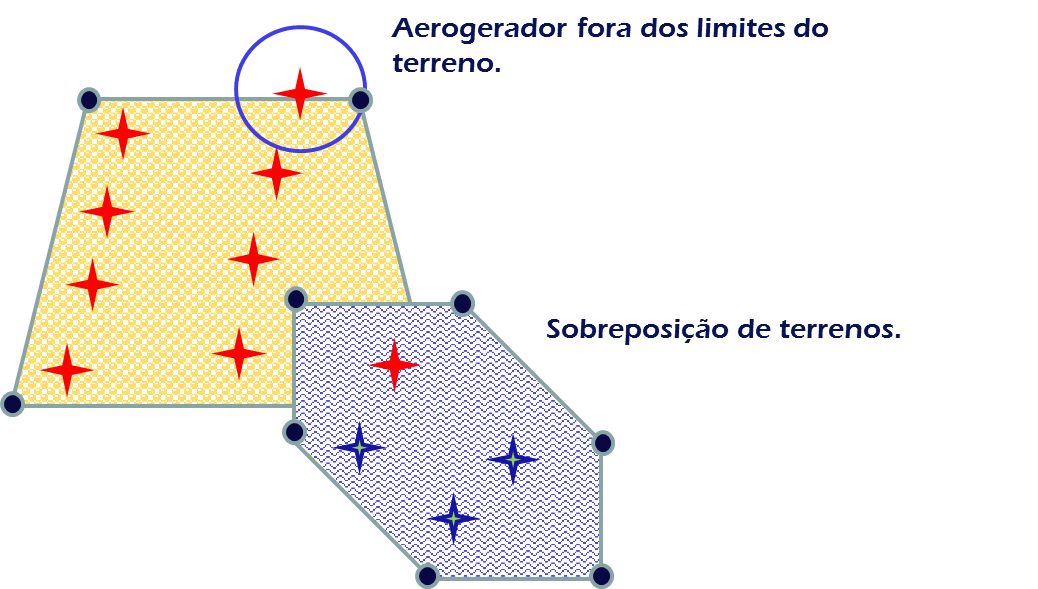 Aerogerador fora dos limites do
terreno.
Sobreposição de terrenos.